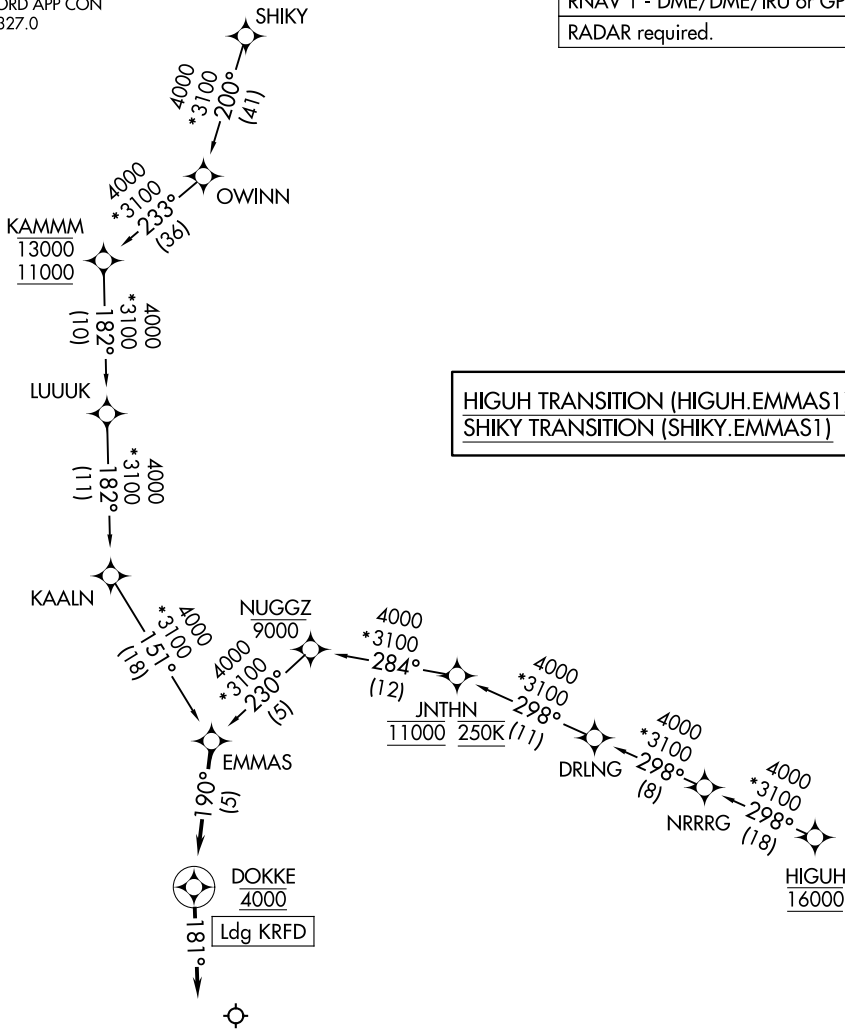 ORD APP CON
327.0
RNAV 1 - DME/DME/IRU or GP
RADAR required.
SHIKY
4000
*3100
200°
(41)
OWINN
4000
*3100
233°
(36)
KAMMM
13000
11000
4000
*3100
182°
(10)
LUUUK
HIGUH TRANSITION (HIGUH.EMMAS1)
SHIKY TRANSITION (SHIKY.EMMAS1)
4000
*3100
182°
(11)
KAALN
4000
*3100
151°
(18)
NUGGZ
9000
4000
*3100
230°
(5)
4000
*3100
284°
(12)
JNTHN
11000 250K
4000
*3100
298°
(11)
DRLNG
4000
*3100
298°
(8)
NRRRG
4000
*3100
298°
(18)
HIGUH
16000
EMMAS
190°
(5)
DOKKE
4000
Ldg KRFD
181°